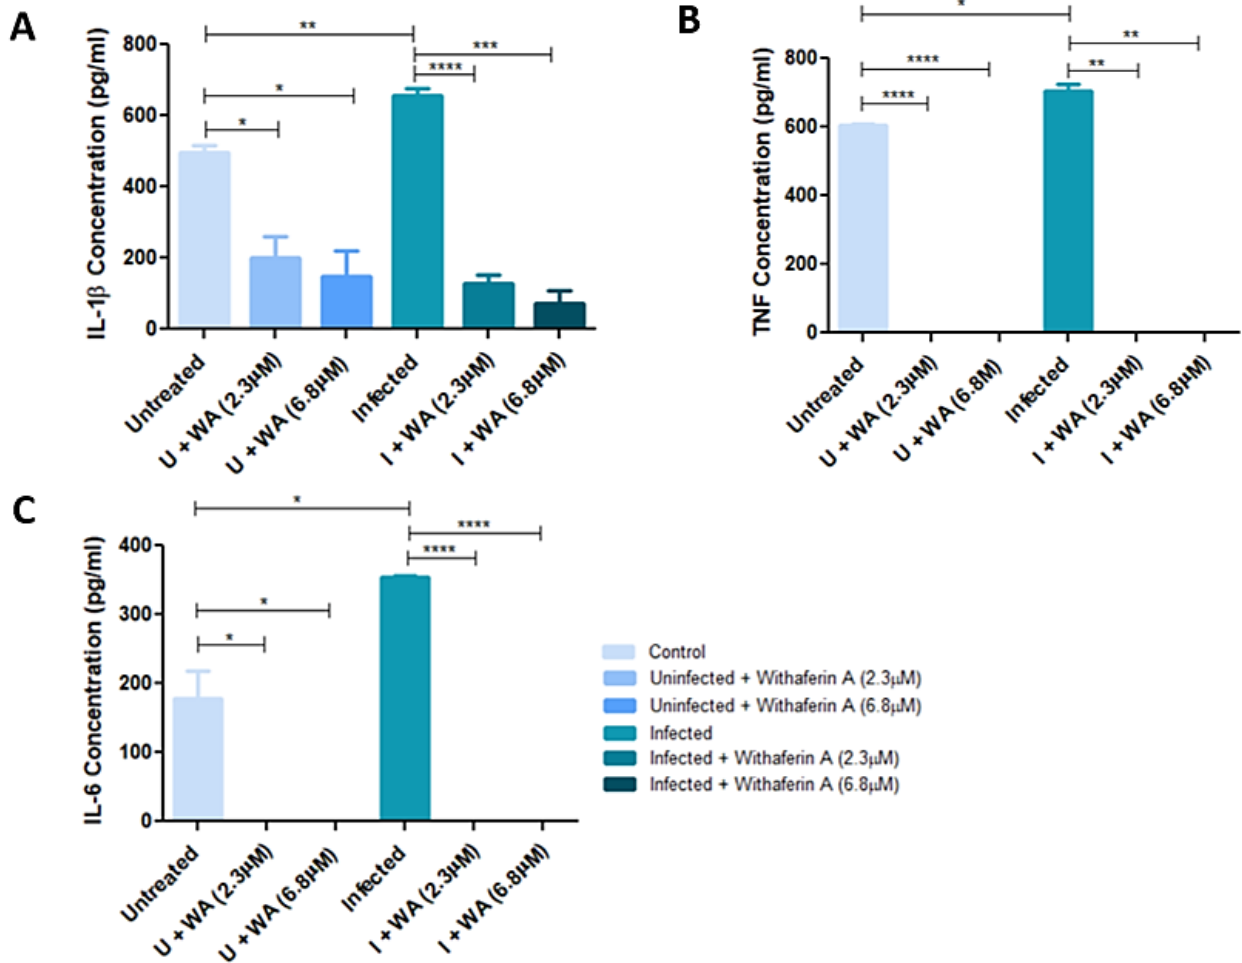 A
IL-1β Concentration (pg/ml)
800
600
400
200
0
**
*
*
***
****
Untreated
U + WA (2.3µM)
U + WA (6.8µM)
Infected
I + WA (2.3µM)
I + WA (6.8µM)
B
TNF Concentration (pg/ml)
800
600
400
200
0
*
****
****
**
**
Untreated
U + WA (2.3µM)
U + WA (6.8M)
Infected
I + WA (2.3µM)
I + WA (6.8µM)
C
IL-6 Concentration (pg/ml)
400
300
200
100
0
*
*
*
****
****
Untreated
U + WA (2.3µM)
U + WA (6.8µM)
Infected
I + WA (2.3µM)
I + WA (6.8µM)
Control
Uninfected + Withaferin A (2.3µM)
Uninfected + Withaferin A (6.8µM)
Infected
Infected + Withaferin A (2.3µM)
Infected + Withaferin A (6.8µM)